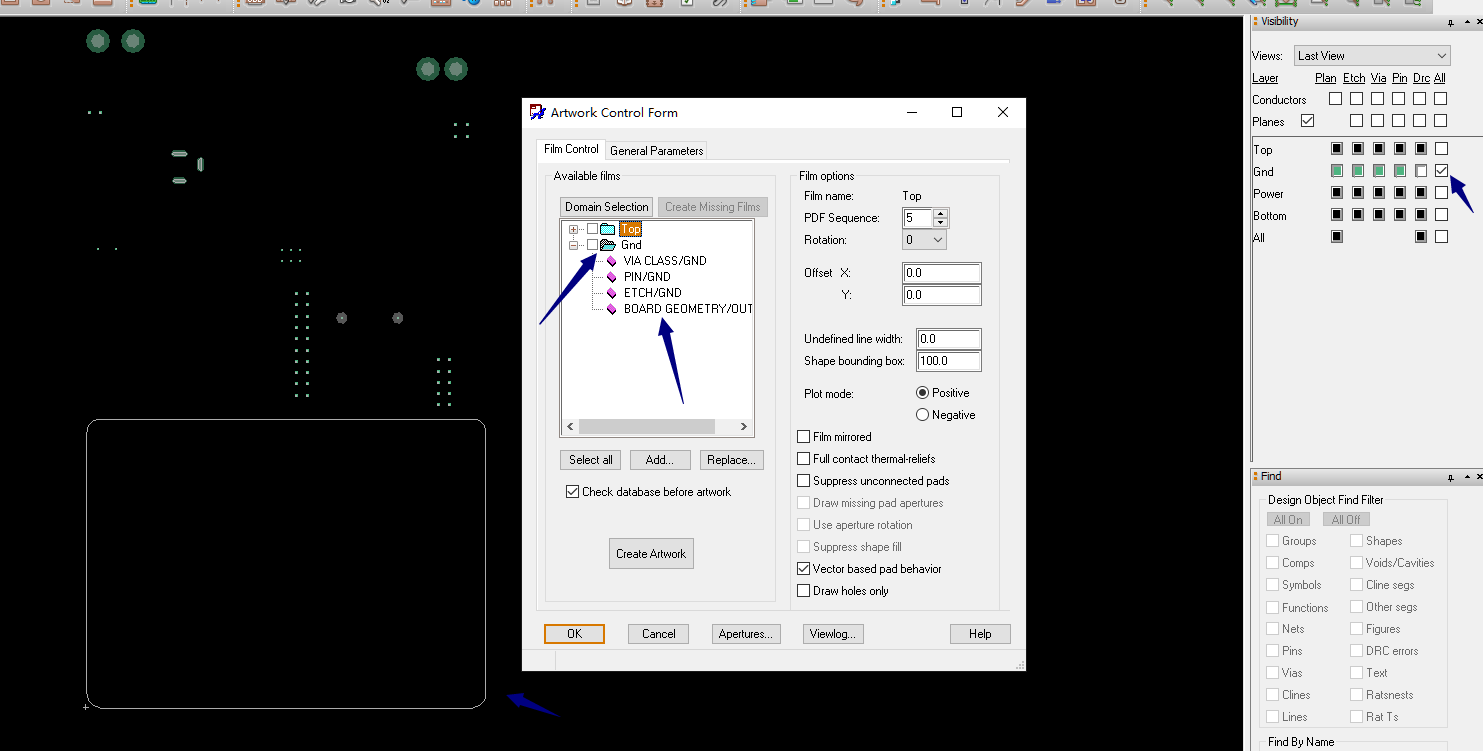 Visibility
Views: Last View
Layer Plan Etch Via Pin Drc All
Conductors
Planes
Top
Gnd
Power
Bottom
All
Artwork Control Form
Film Control General Parameters
Available films
Domain Selection Create Missing Films
Top
Gnd
VIA CLASS/GND
PIN/GND
ETCH/GND
BOARD GEOMETRY/OUT
Select all Add... Replace...
Check database before artwork
Create Artwork
Film options
Film name: Top
PDF Sequence: 5
Rotation: 0
Offset X: 0.0
Y: 0.0
Undefined line width: 0.0
Shape bounding box: 100.0
Plot mode: Positive
Negative
Film mirrored
Full contact thermal-reliefs
Suppress unconnected pads
Draw missing pad apertures
Use aperture rotation
Suppress shape fill
Vector based pad behavior
Draw holes only
OK Cancel Apertures... Viewlog... Help
Find
Design Object Find Filter
All On All Off
Groups Shapes
Comps Voids/Cavities
Symbols Cline segs
Functions Other segs
Nets Figures
Pins DRC errors
Vias Text
Clines Ratsnests
Lines Rat Ts
Find By Name